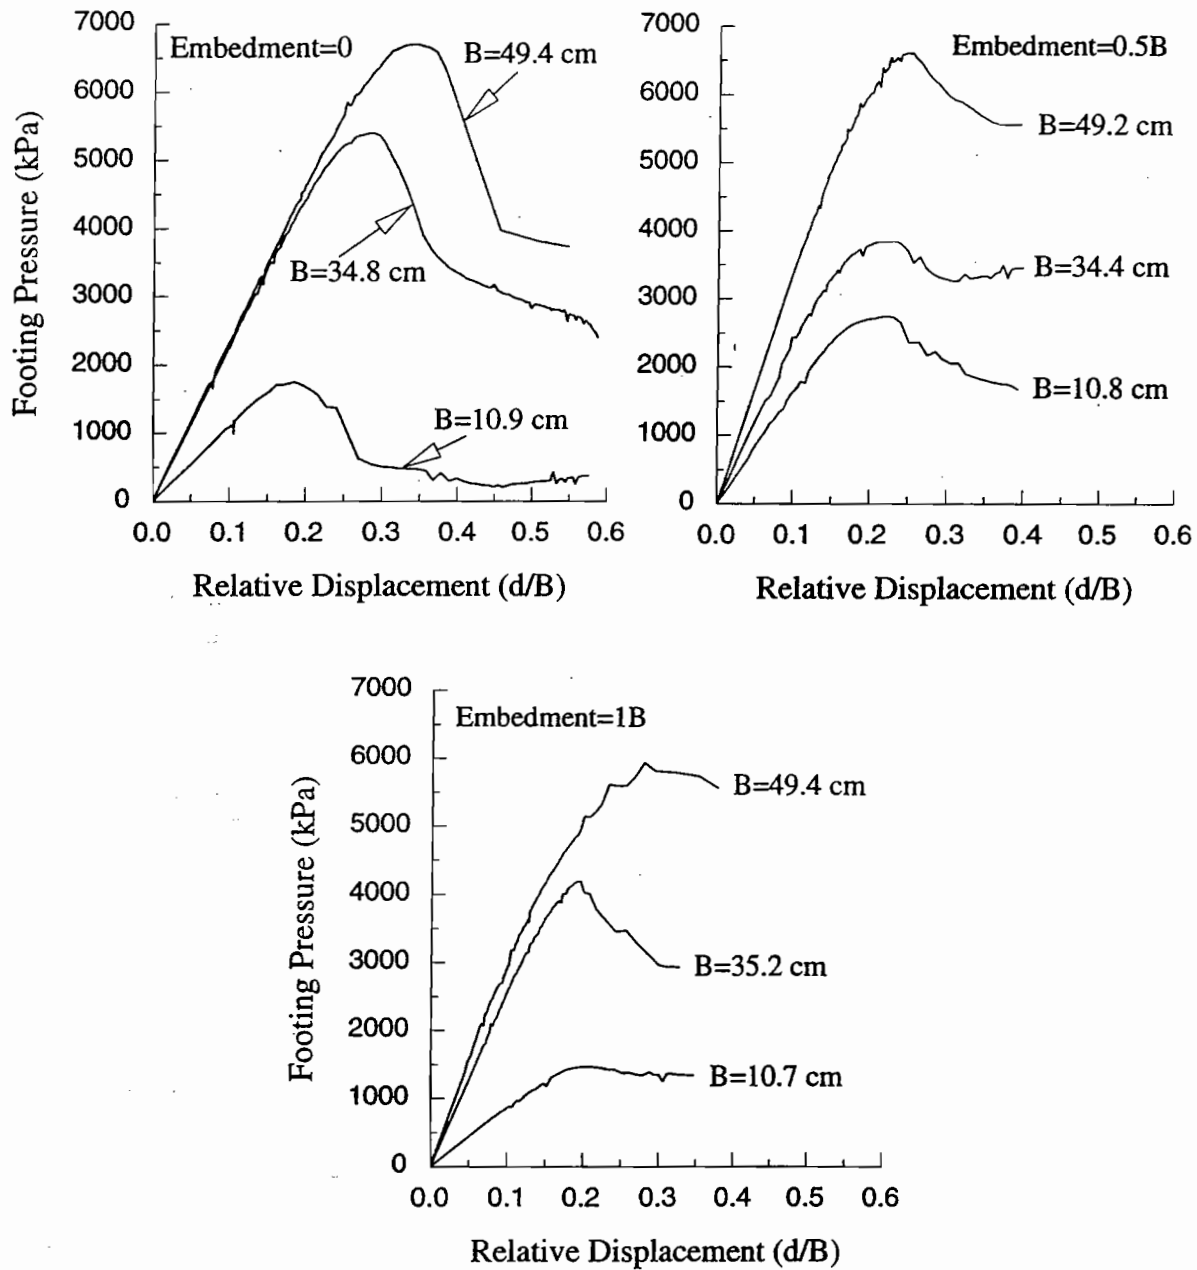 Embedment=0
B=49.4 cm
B=34.8 cm
B=10.9 cm
7000
6000
5000
4000
3000
2000
1000
0
Footing Pressure (kPa)
0.0 0.1 0.2 0.3 0.4 0.5 0.6
Relative Displacement (d/B)
Embedment=0.5B
B=49.2 cm
B=34.4 cm
B=10.8 cm
7000
6000
5000
4000
3000
2000
1000
0
0.0 0.1 0.2 0.3 0.4 0.5 0.6
Relative Displacement (d/B)
Embedment=1B
B=49.4 cm
B=35.2 cm
B=10.7 cm
7000
6000
5000
4000
3000
2000
1000
0
Footing Pressure (kPa)
0.0 0.1 0.2 0.3 0.4 0.5 0.6
Relative Displacement (d/B)